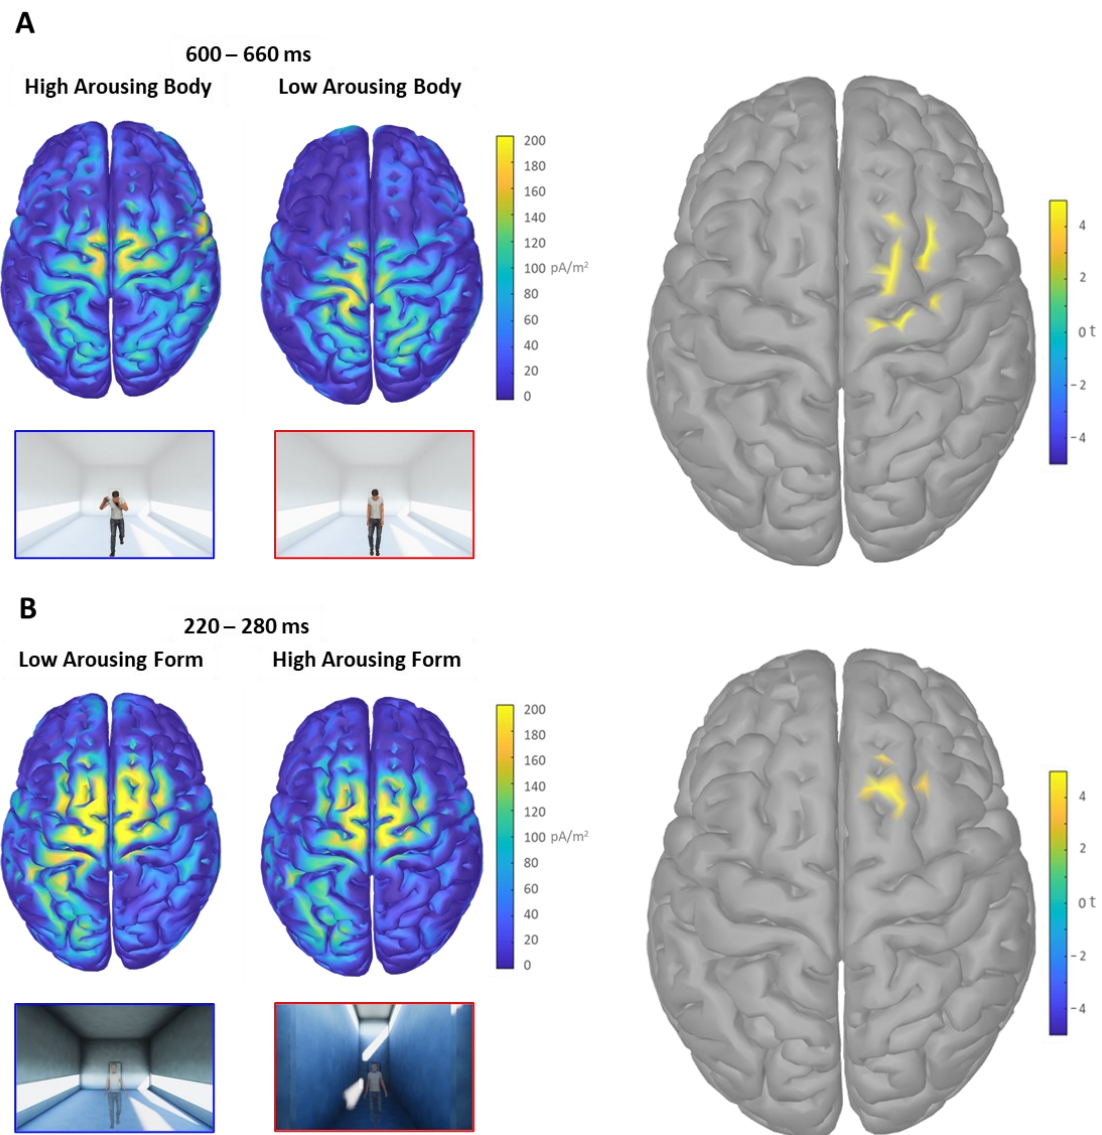 A
600 – 660 ms
High Arousing Body
Low Arousing Body
200
180
160
140
120
100 pA/m²
80
60
40
20
0
4
2
0 t
-2
-4
B
220 – 280 ms
Low Arousing Form
High Arousing Form
200
180
160
140
120
100 pA/m²
80
60
40
20
0
4
2
0 t
-2
-4